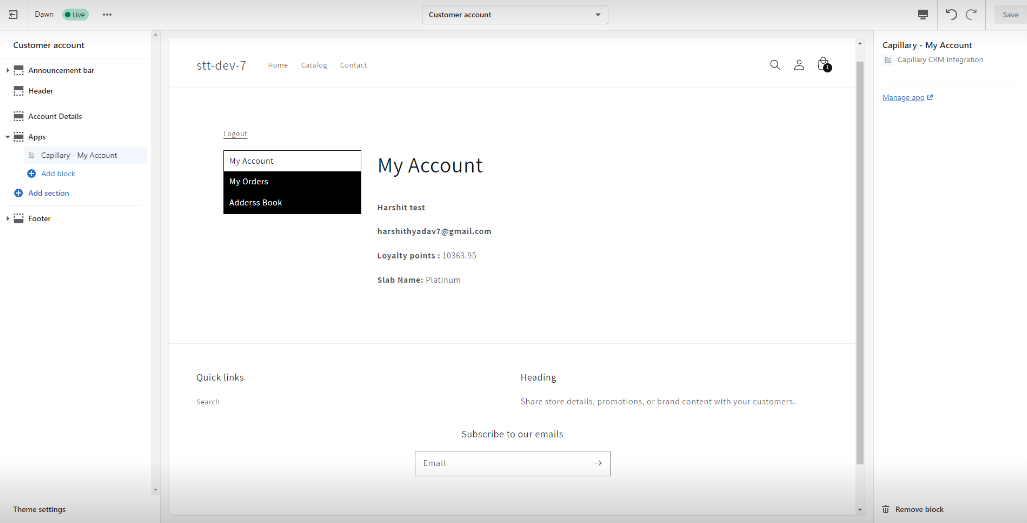 Dawn
Live
Customer account
Save
Customer account
Announcement bar
Header
Account Details
Apps
Capillary - My Account
Add block
Add section
Footer
Theme settings
stt-dev-7
Home
Catalog
Contact
1
Logout
My Account
My Orders
Adderss Book
My Account
Harshit test
harshithyadav7@gmail.com
Loyalty points : 10363.95
Slab Name: Platinum
Quick links
Search
Heading
Share store details, promotions, or brand content with your customers.
Subscribe to our emails
Email
Capillary - My Account
Capillary CRM Integration
Manage app
Remove block